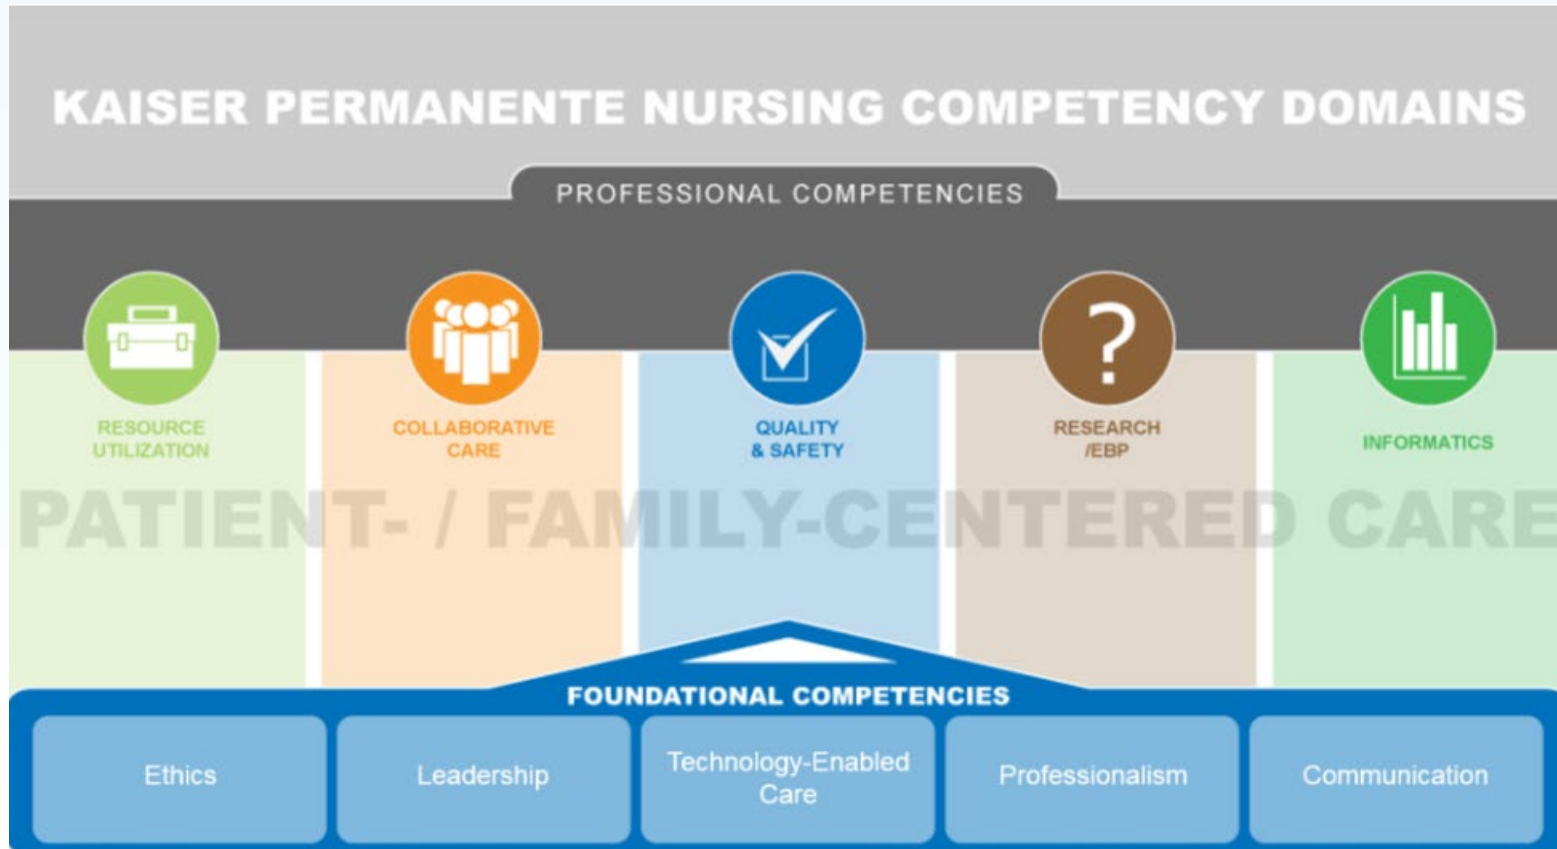 KAISER PERMANENTE NURSING COMPETENCY DOMAINS
PROFESSIONAL COMPETENCIES
RESOURCE
UTILIZATION
COLLABORATIVE
CARE
QUALITY
& SAFETY
RESEARCH
/EBP
INFORMATICS
PATIENT- / FAMILY-CENTERED CARE
FOUNDATIONAL COMPETENCIES
Ethics
Leadership
Technology-Enabled
Care
Professionalism
Communication